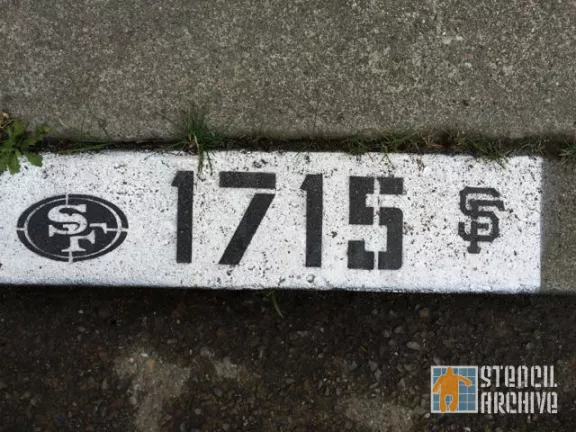 SF 1715 SF
STENCIL
ARCHIVE